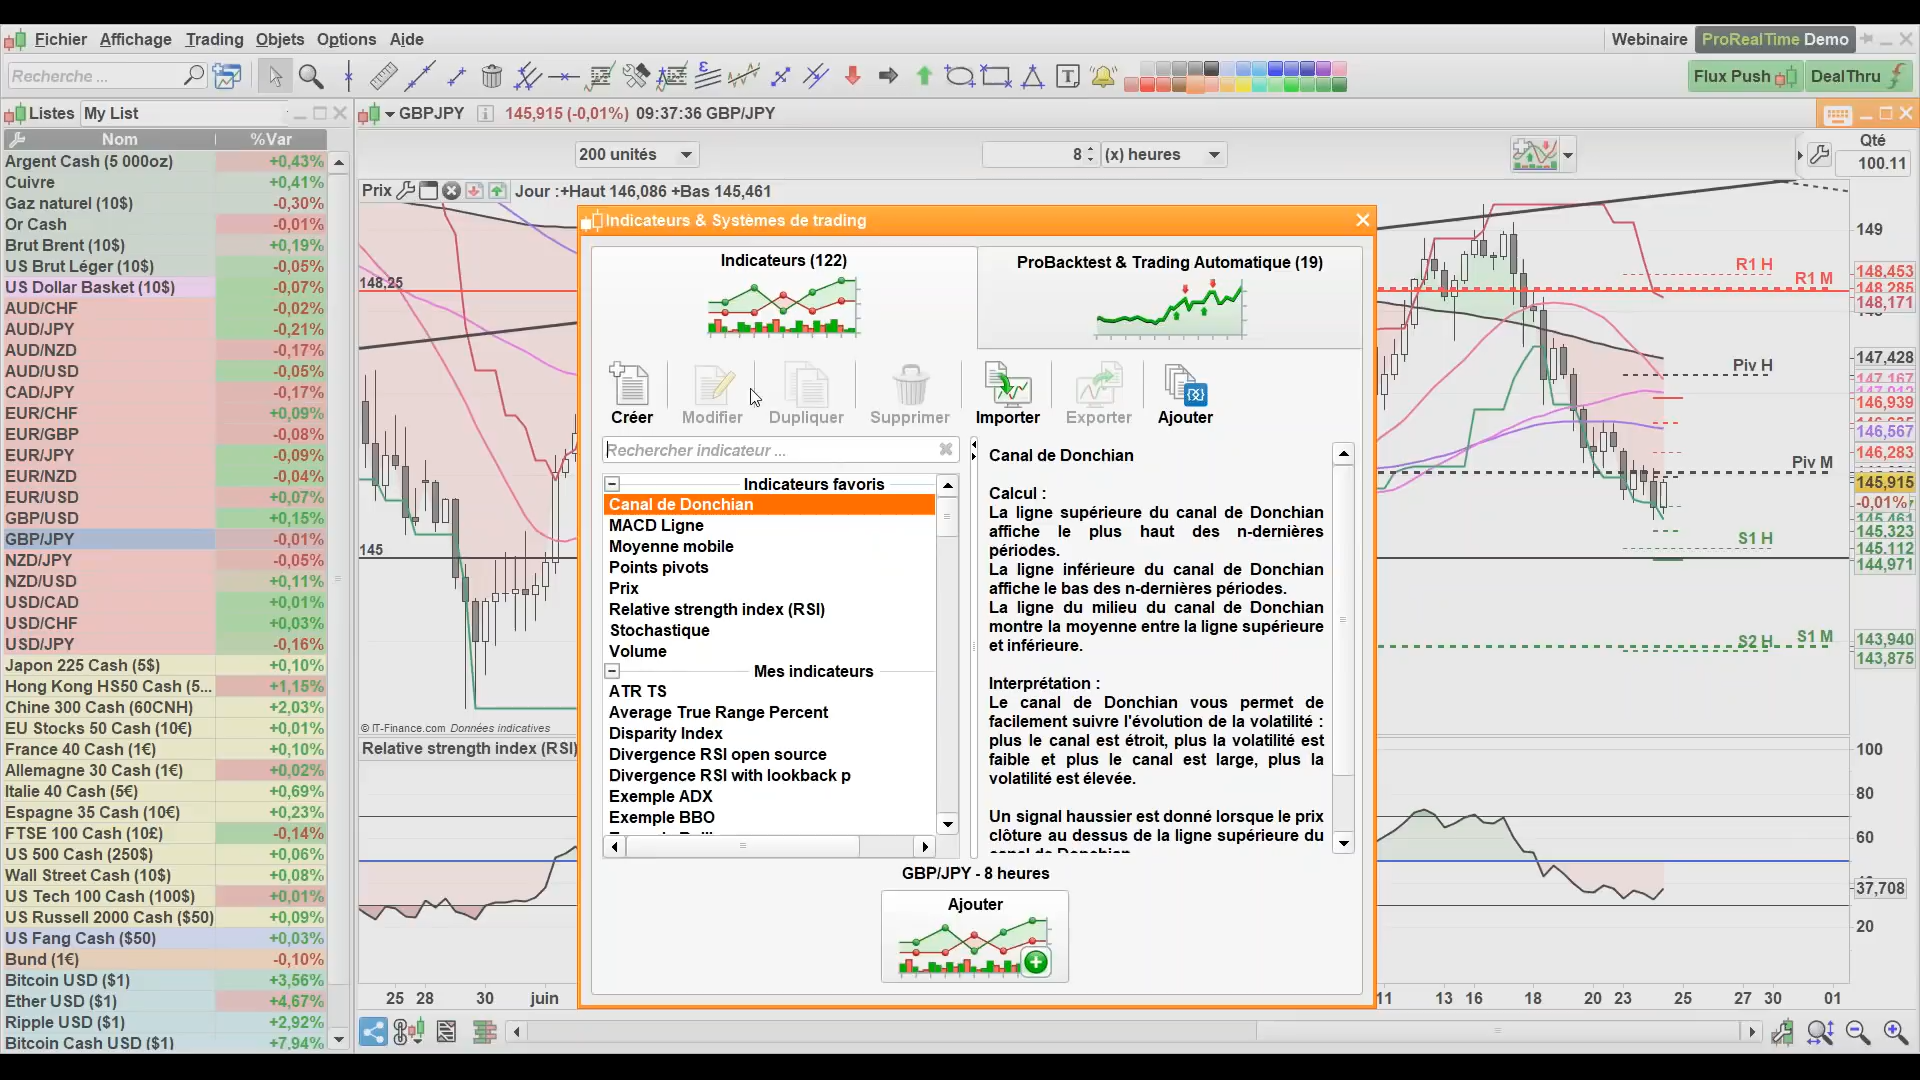 Fichier Affichage Trading Objets Options Aide
Webinaire ProRealTime Demo
Recherche ...
T
Flux Push DealThru
Listes My List
GBPJPY i 145,915 (-0,01%) 09:37:36 GBP/JPY
Nom %Var
200 unités 8 (x) heures
Qté
100.11
Argent Cash (5 000oz) +0,43%
Cuivre +0,41%
Gaz naturel (10$) -0,30%
Or Cash -0,01%
Brut Brent (10$) +0,19%
US Brut Léger (10$) -0,05%
US Dollar Basket (10$) -0,07%
AUD/CHF -0,02%
AUD/JPY -0,21%
AUD/NZD -0,17%
AUD/USD -0,05%
CAD/JPY -0,17%
EUR/CHF +0,09%
EUR/GBP -0,08%
EUR/JPY -0,09%
EUR/NZD -0,04%
EUR/USD +0,07%
GBP/USD +0,15%
GBP/JPY -0,01%
NZD/JPY -0,05%
NZD/USD +0,11%
USD/CAD +0,01%
USD/CHF +0,03%
USD/JPY -0,16%
Japon 225 Cash (5$) +0,10%
Hong Kong HS50 Cash (5... +1,15%
Chine 300 Cash (60CNH) +2,03%
EU Stocks 50 Cash (10€) +0,01%
France 40 Cash (1€) +0,10%
Allemagne 30 Cash (1€) +0,02%
Italie 40 Cash (5€) +0,69%
Espagne 35 Cash (10€) +0,23%
FTSE 100 Cash (10£) -0,14%
US 500 Cash (250$) +0,06%
Wall Street Cash (10$) +0,08%
US Tech 100 Cash (100$) +0,01%
US Russell 2000 Cash ($50) +0,09%
US Fang Cash ($50) +0,03%
Bund (1€) -0,10%
Bitcoin USD ($1) +3,56%
Ether USD ($1) +4,67%
Ripple USD ($1) +2,92%
Bitcoin Cash USD ($1) +7,94%
Prix Jour :+Haut 146,086 +Bas 145,461
148,25
145
© IT-Finance.com Données indicatives
Relative strength index (RSI)
25 28 30 juin
Indicateurs & Systèmes de trading
Indicateurs (122)
ProBacktest & Trading Automatique (19)
Créer Modifier Dupliquer Supprimer Importer Exporter Ajouter
Rechercher indicateur ...
Indicateurs favoris
Canal de Donchian
MACD Ligne
Moyenne mobile
Points pivots
Prix
Relative strength index (RSI)
Stochastique
Volume
Mes indicateurs
ATR TS
Average True Range Percent
Disparity Index
Divergence RSI open source
Divergence RSI with lookback p
Exemple ADX
Exemple BBO
Canal de Donchian
Calcul :
La ligne supérieure du canal de Donchian
affiche le plus haut des n-dernières
périodes.
La ligne inférieure du canal de Donchian
affiche le bas des n-dernières périodes.
La ligne du milieu du canal de Donchian
montre la moyenne entre la ligne supérieure
et inférieure.
Interprétation :
Le canal de Donchian vous permet de
facilement suivre l'évolution de la volatilité :
plus le canal est étroit, plus la volatilité est
faible et plus le canal est large, plus la
volatilité est élevée.
Un signal haussier est donné lorsque le prix
clôture au dessus de la ligne supérieure du
canal de Donchian
GBP/JPY - 8 heures
Ajouter
R1 H
R1 M
Piv H
Piv M
S1 H
S2 H S1 M
149
148,453
148,285
148,171
147,428
147,167
146,939
146,567
146,283
145,915
-0,01%
145,461
145,323
145,112
144,971
143,940
143,875
100
80
60
37,708
20
11 13 16 18 20 23 25 27 30 01